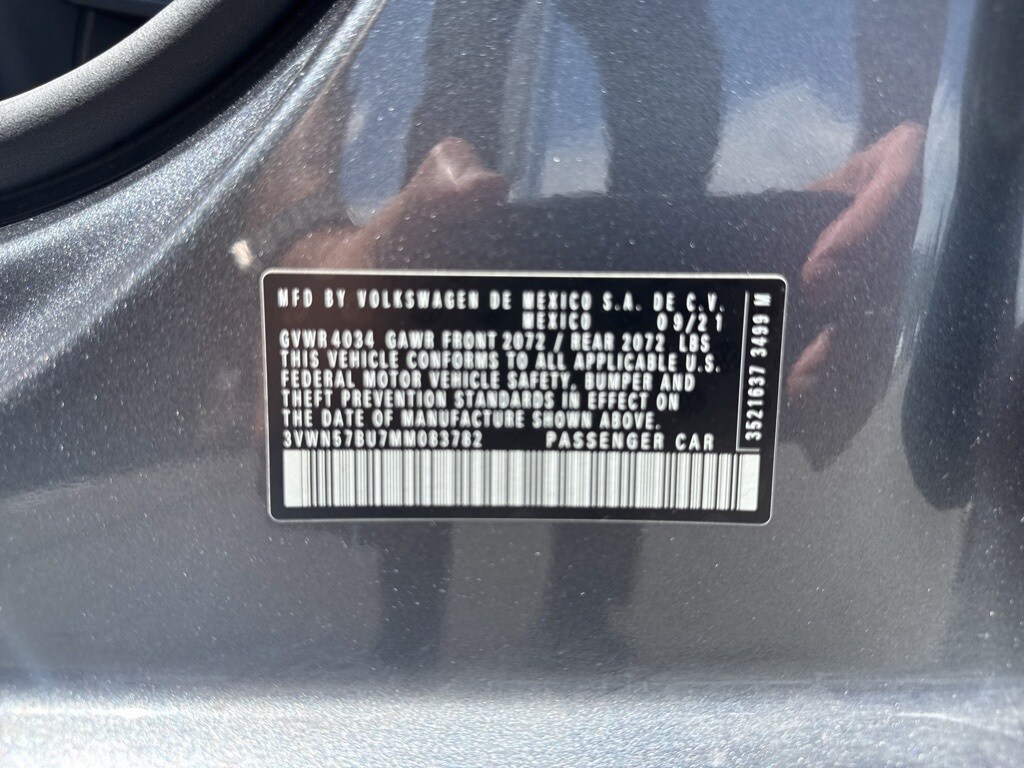 MFD BY VOLKSWAGEN DE MEXICO S.A. DE C.V.
MEXICO 09/21
GVWR 4034 GAWR FRONT 2072 / REAR 2072 LBS
THIS VEHICLE CONFORMS TO ALL APPLICABLE U.S.
FEDERAL MOTOR VEHICLE SAFETY, BUMPER AND
THEFT PREVENTION STANDARDS IN EFFECT ON
THE DATE OF MANUFACTURE SHOWN ABOVE.
3VWN57BU7MM083782 PASSENGER CAR
3521637 3499 M